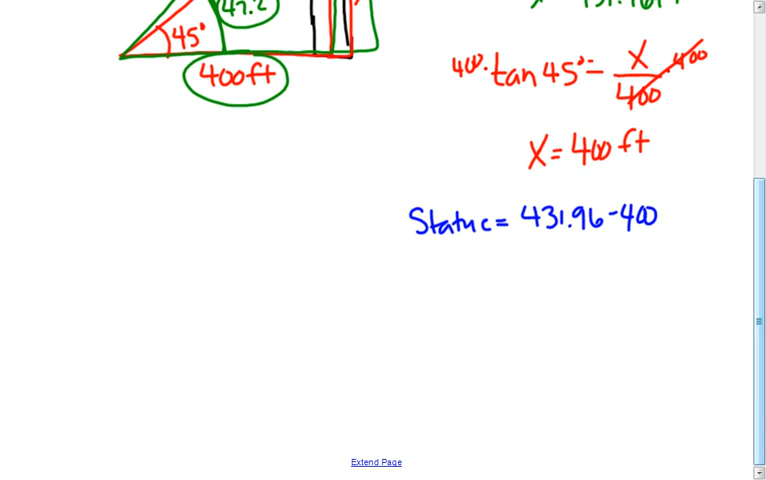 47.2
45°
400ft
400· tan 45° = X/400 · 400
X = 400 ft
Statue = 431.96 - 400
Extend Page